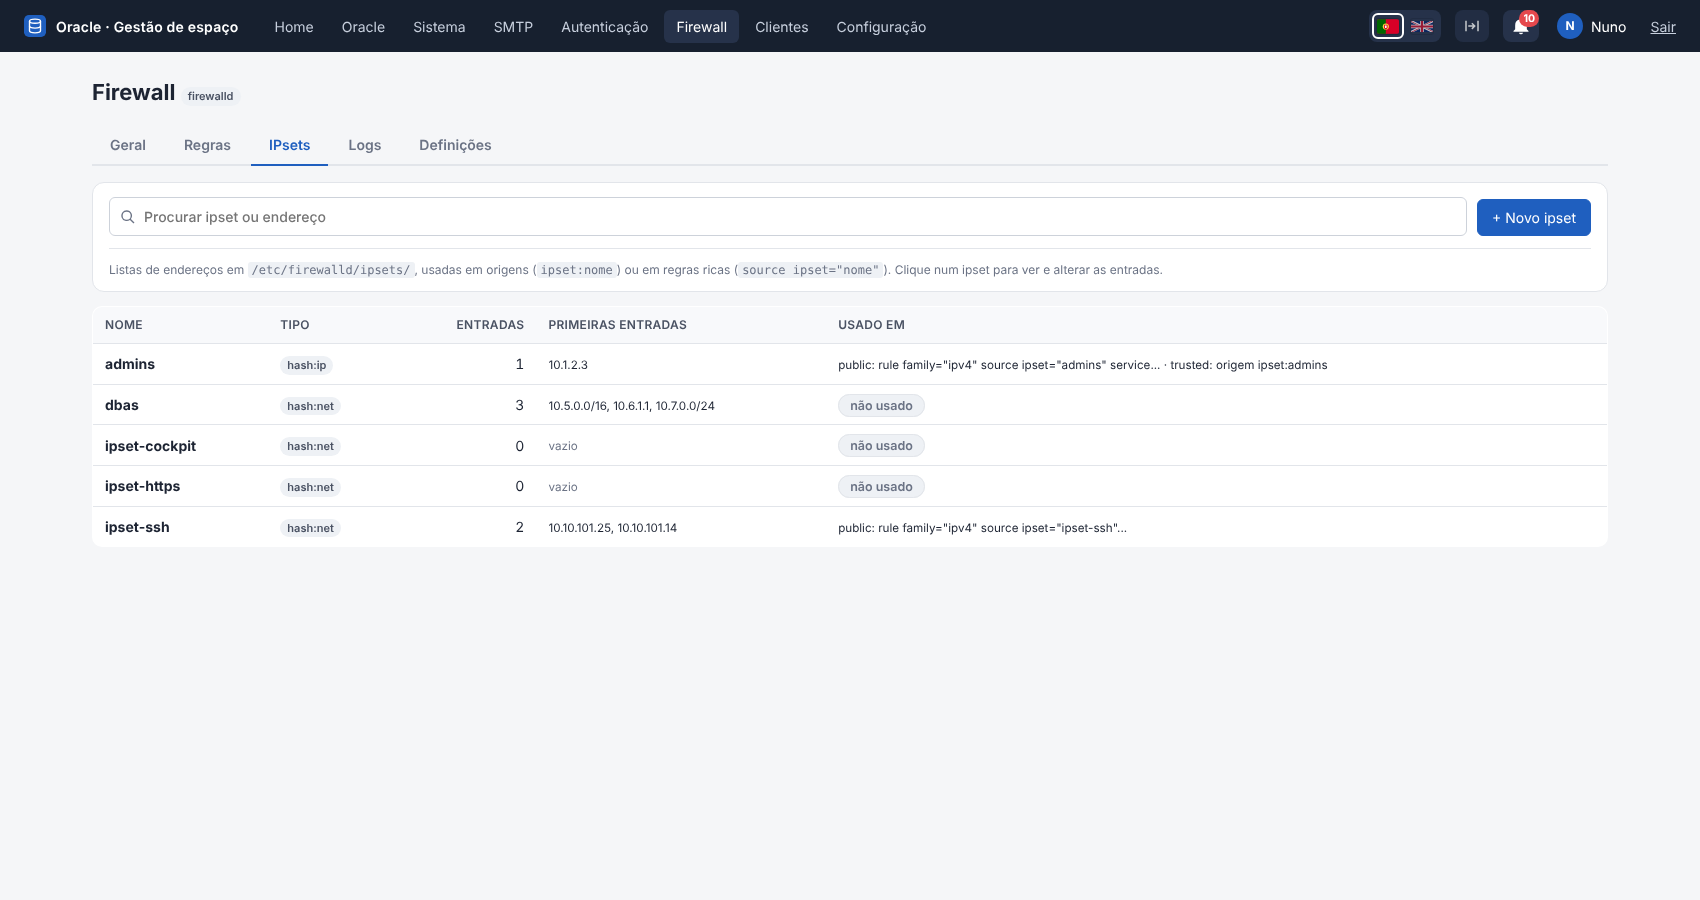 Oracle · Gestão de espaço Home Oracle Sistema SMTP Autenticação Firewall Clientes Configuração 10 N Nuno Sair
Firewall firewalld
Geral Regras IPsets Logs Definições
Procurar ipset ou endereço + Novo ipset
Listas de endereços em /etc/firewalld/ipsets/, usadas em origens (ipset:nome) ou em regras ricas (source ipset="nome"). Clique num ipset para ver e alterar as entradas.
NOME TIPO ENTRADAS PRIMEIRAS ENTRADAS USADO EM
admins hash:ip 1 10.1.2.3 public: rule family="ipv4" source ipset="admins" service… · trusted: origem ipset:admins
dbas hash:net 3 10.5.0.0/16, 10.6.1.1, 10.7.0.0/24 não usado
ipset-cockpit hash:net 0 vazio não usado
ipset-https hash:net 0 vazio não usado
ipset-ssh hash:net 2 10.10.101.25, 10.10.101.14 public: rule family="ipv4" source ipset="ipset-ssh"…